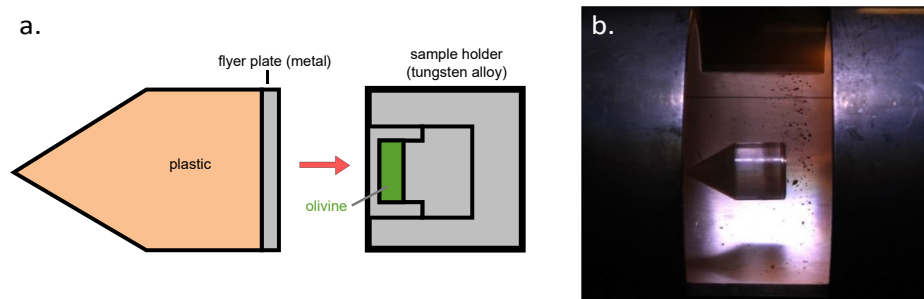 a.
flyer plate (metal)
plastic
sample holder
(tungsten alloy)
olivine
b.